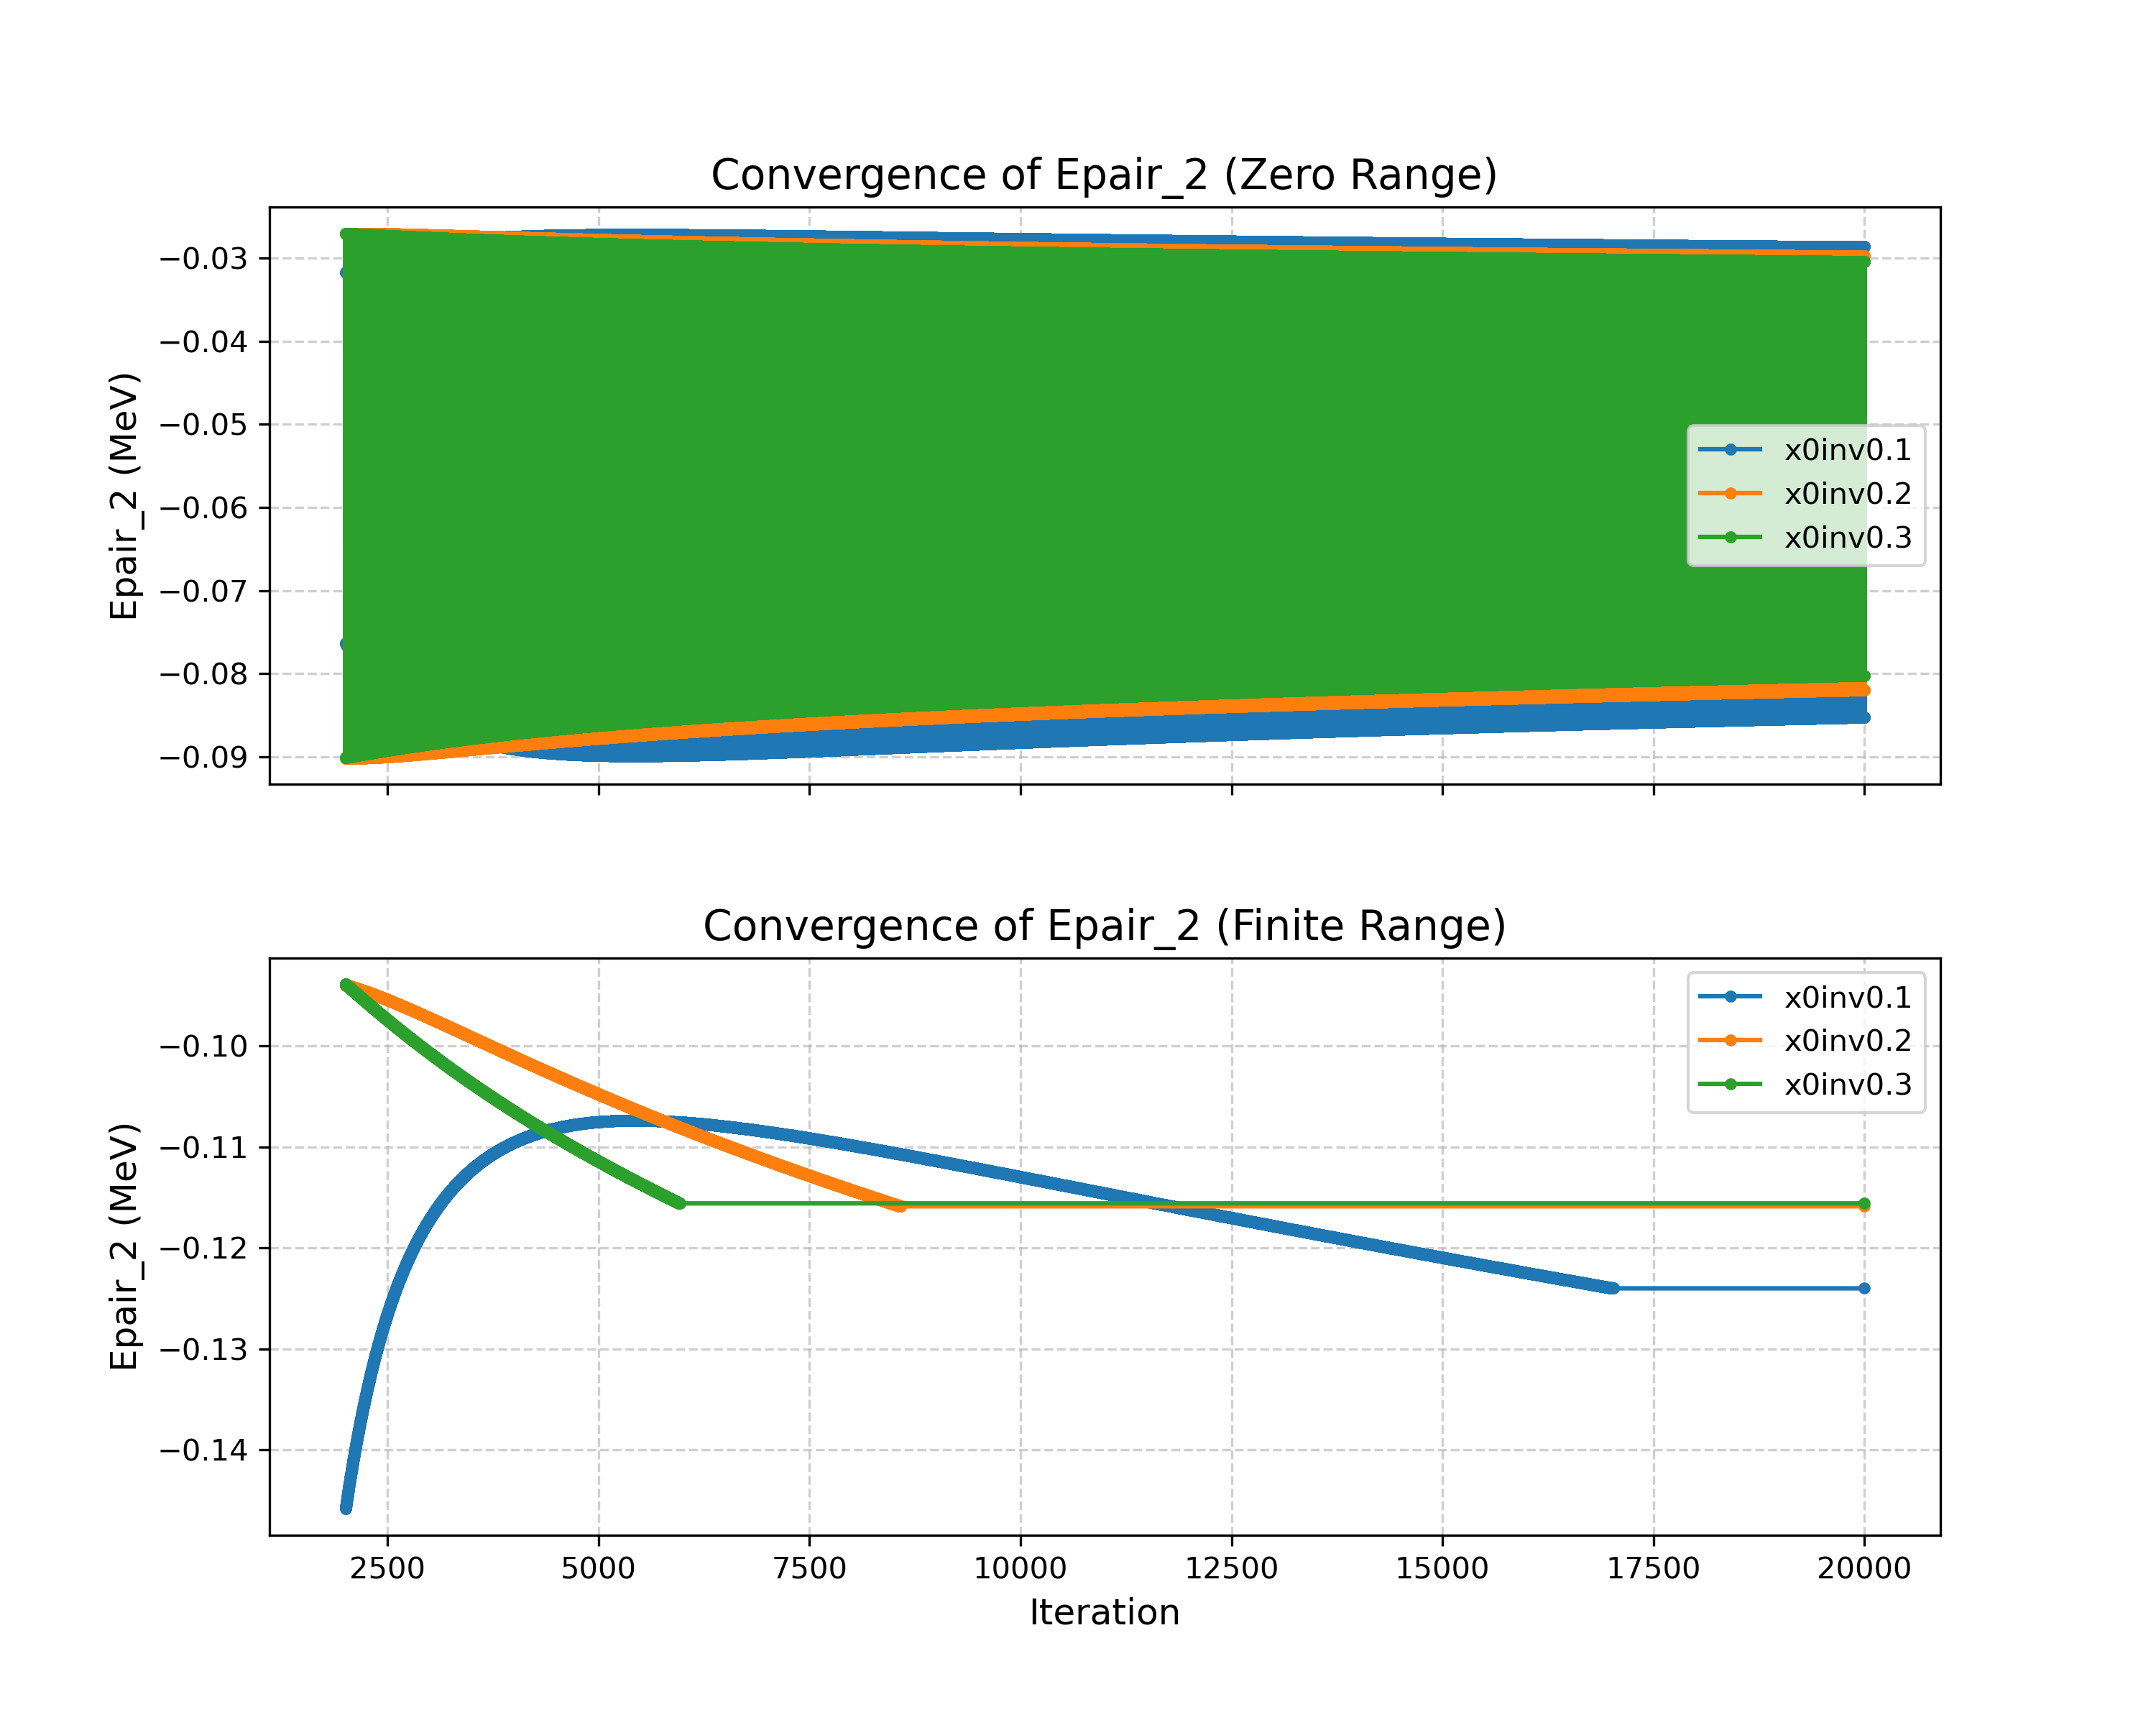 Convergence of Epair_2 (Zero Range)
Epair_2 (MeV)
−0.03
−0.04
−0.05
−0.06
−0.07
−0.08
−0.09
x0inv0.1
x0inv0.2
x0inv0.3
Convergence of Epair_2 (Finite Range)
Epair_2 (MeV)
−0.10
−0.11
−0.12
−0.13
−0.14
x0inv0.1
x0inv0.2
x0inv0.3
2500 5000 7500 10000 12500 15000 17500 20000
Iteration